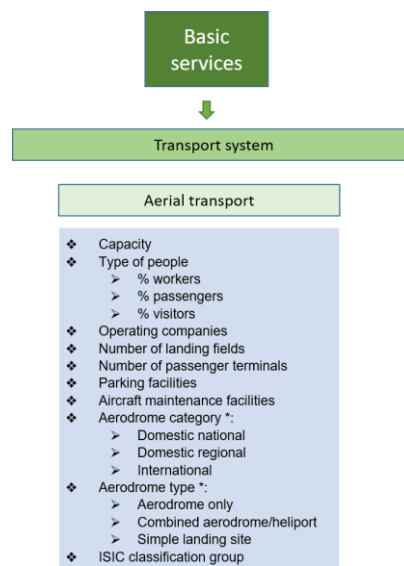 Basic
services
Transport system
Aerial transport
❖ Capacity
❖ Type of people
➢ % workers
➢ % passengers
➢ % visitors
❖ Operating companies
❖ Number of landing fields
❖ Number of passenger terminals
❖ Parking facilities
❖ Aircraft maintenance facilities
❖ Aerodrome category *:
➢ Domestic national
➢ Domestic regional
➢ International
❖ Aerodrome type *:
➢ Aerodrome only
➢ Combined aerodrome/heliport
➢ Simple landing site
❖ ISIC classification group